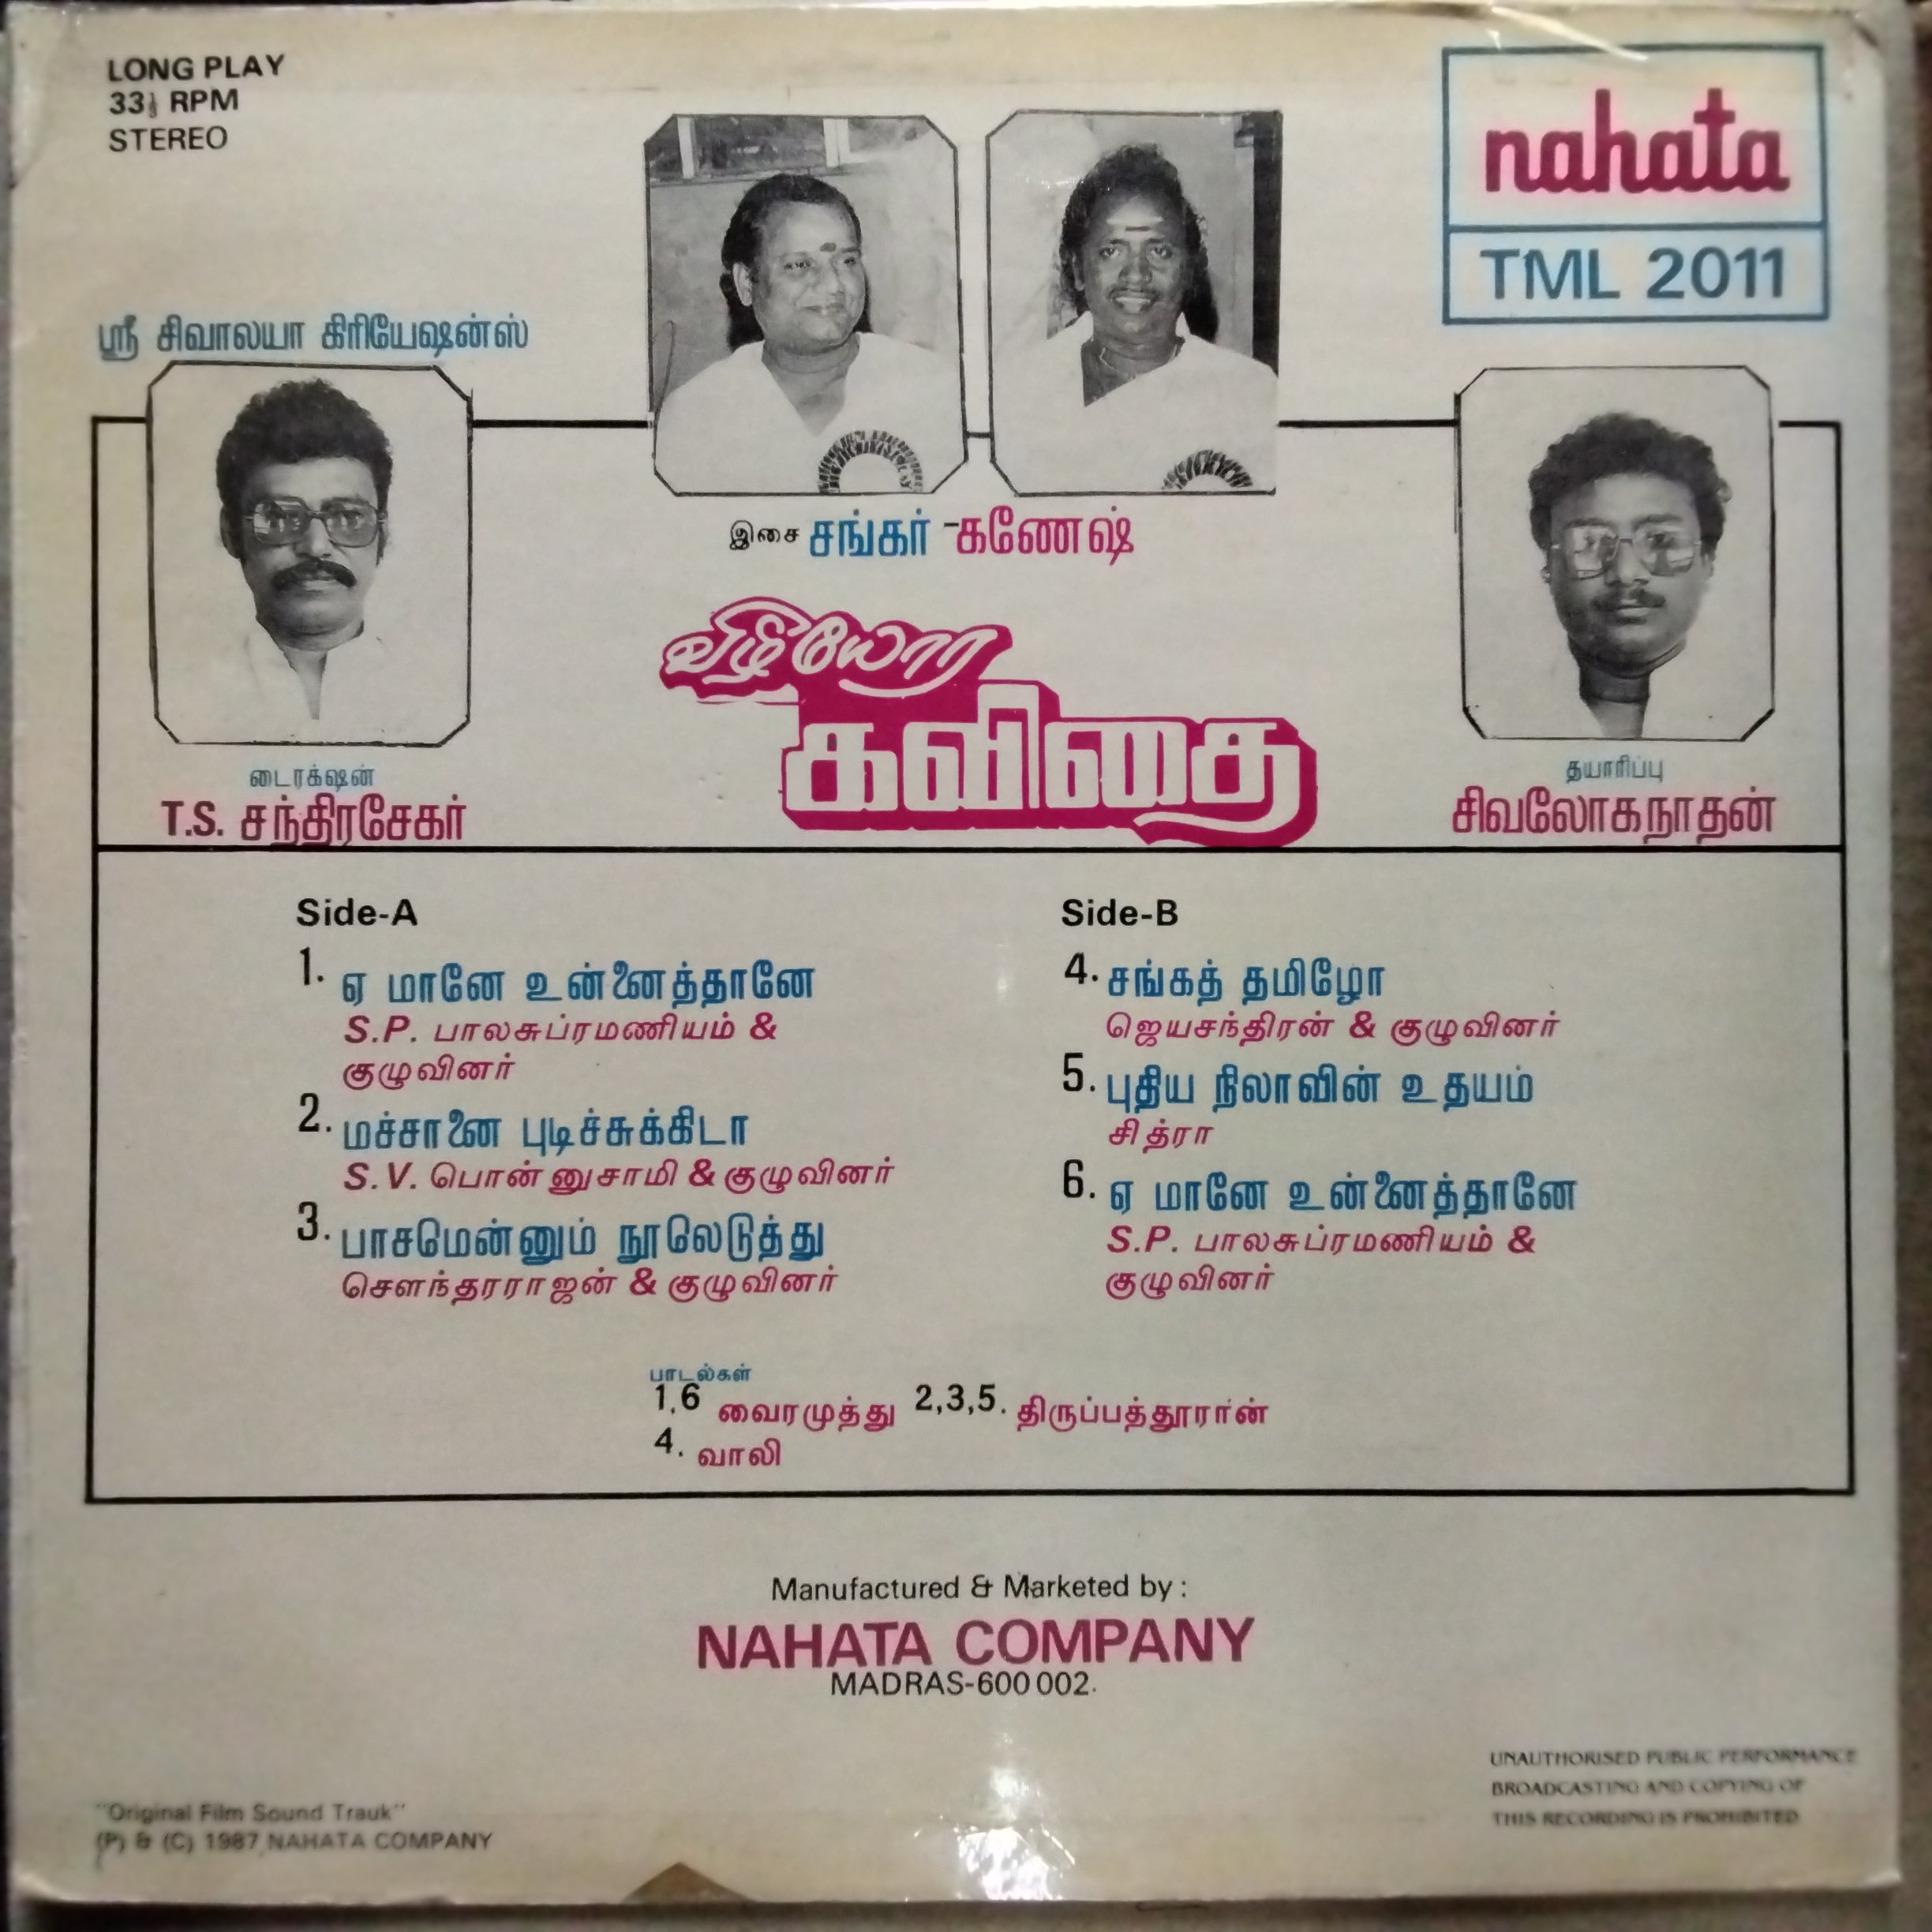 LONG PLAY
33⅓ RPM
STEREO
nahata
TML 2011
ஸ்ரீ சிவாலயா கிரியேஷன்ஸ்
இசை சங்கர் - கணேஷ்
விழியோர
கவிதை
டைரக்ஷன்
T.S. சந்திரசேகர்
தயாரிப்பு
சிவலோகநாதன்
Side-A
1. ஏ மானே உன்னைத்தானே
S.P. பாலசுப்ரமணியம் &
குழுவினர்
2. மச்சானை புடிச்சுக்கிடா
S.V. பொன்னுசாமி & குழுவினர்
3. பாசமென்னும் நூலெடுத்து
சௌந்தரராஜன் & குழுவினர்
Side-B
4. சங்கத் தமிழோ
ஜெயசந்திரன் & குழுவினர்
5. புதிய நிலாவின் உதயம்
சித்ரா
6. ஏ மானே உன்னைத்தானே
S.P. பாலசுப்ரமணியம் &
குழுவினர்
பாடல்கள்
1,6 வைரமுத்து 2,3,5. திருப்பத்தூரான்
4. வாலி
Manufactured & Marketed by :
NAHATA COMPANY
MADRAS-600 002.
"Original Film Sound Trauk"
(P) & (C) 1987 NAHATA COMPANY
UNAUTHORISED PUBLIC PERFORMANCE
BROADCASTING AND COPYING OF
THIS RECORDING IS PROHIBITED